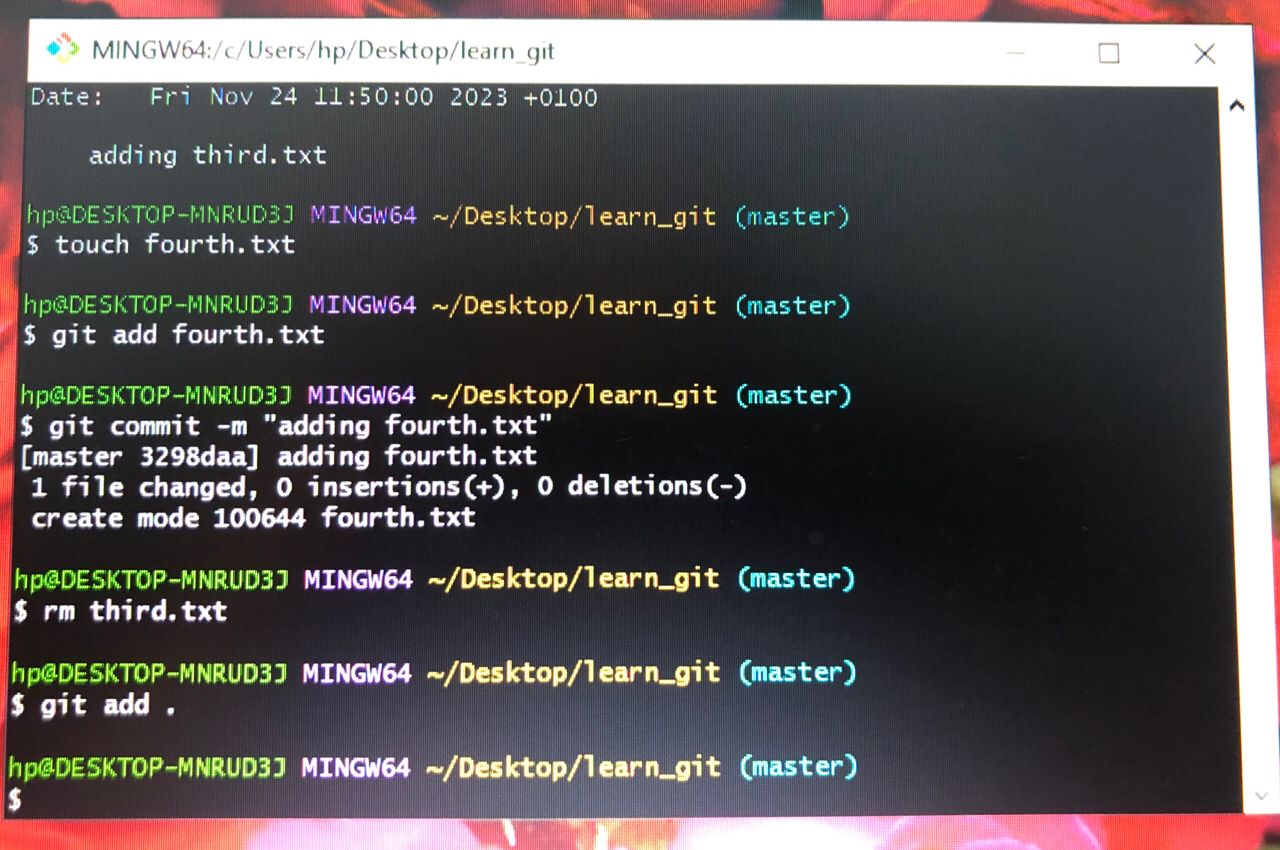 MINGW64:/c/Users/hp/Desktop/learn_git
Date:   Fri Nov 24 11:50:00 2023 +0100
adding third.txt
hp@DESKTOP-MNRUD3J MINGW64 ~/Desktop/learn_git (master)
$ touch fourth.txt
hp@DESKTOP-MNRUD3J MINGW64 ~/Desktop/learn_git (master)
$ git add fourth.txt
hp@DESKTOP-MNRUD3J MINGW64 ~/Desktop/learn_git (master)
$ git commit -m "adding fourth.txt"
[master 3298daa] adding fourth.txt
1 file changed, 0 insertions(+), 0 deletions(-)
create mode 100644 fourth.txt
hp@DESKTOP-MNRUD3J MINGW64 ~/Desktop/learn_git (master)
$ rm third.txt
hp@DESKTOP-MNRUD3J MINGW64 ~/Desktop/learn_git (master)
$ git add .
hp@DESKTOP-MNRUD3J MINGW64 ~/Desktop/learn_git (master)
$